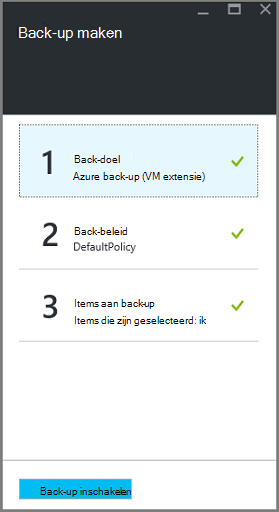 Back-up maken
1
Back-doel
Azure back-up (VM extensie)
2
Back-beleid
DefaultPolicy
3
Items aan back-up
Items die zijn geselecteerd: ik
Back-up inschakelen